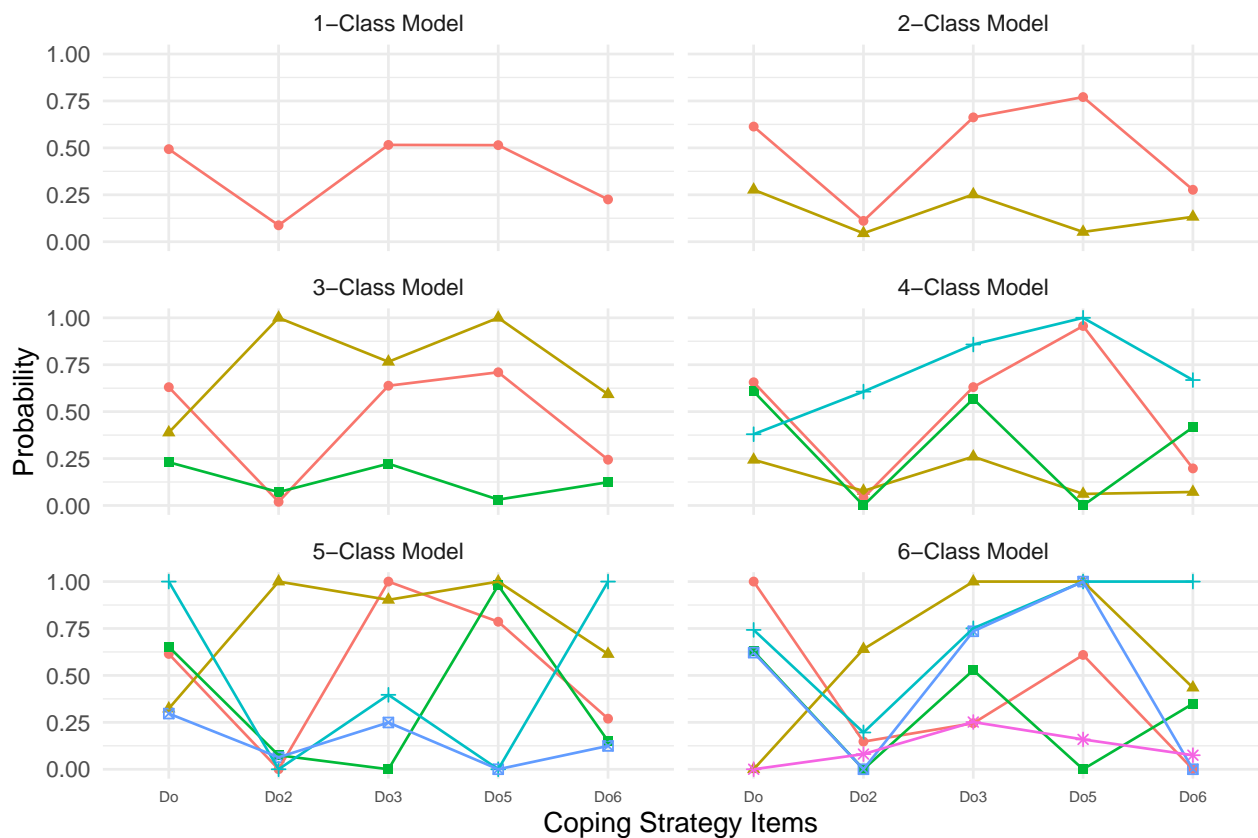 1−Class Model
2−Class Model
1.00
0.75
0.50
0.25
0.00
3−Class Model
4−Class Model
1.00
0.75
0.50
0.25
0.00
Probability
5−Class Model
6−Class Model
1.00
0.75
0.50
0.25
0.00
Do Do2 Do3 Do5 Do6
Do Do2 Do3 Do5 Do6
Coping Strategy Items